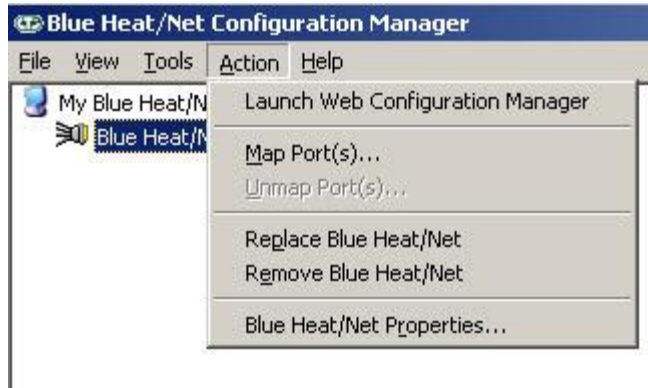 Blue Heat/Net Configuration Manager
File View Tools Action Help
My Blue Heat/N
Launch Web Configuration Manager
Blue Heat/N
Map Port(s)...
Unmap Port(s)...
Replace Blue Heat/Net
Remove Blue Heat/Net
Blue Heat/Net Properties...